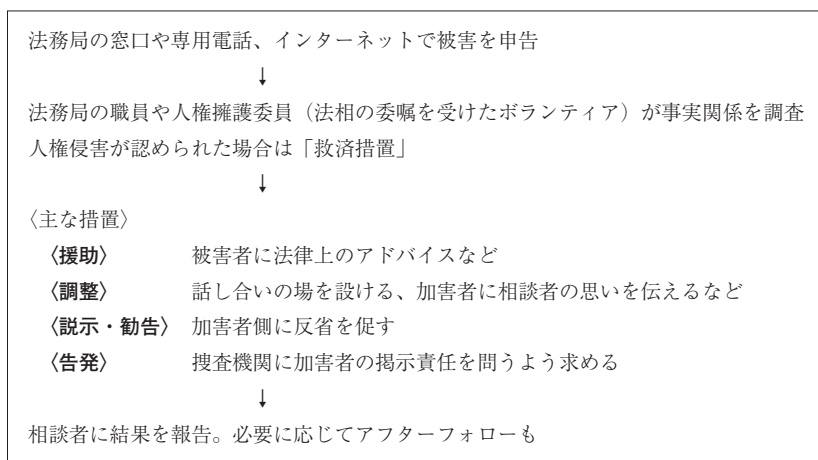 法務局の窓口や専用電話、インターネットで被害を申告
↓
法務局の職員や人権擁護委員（法相の委嘱を受けたボランティア）が事実関係を調査
人権侵害が認められた場合は「救済措置」
↓
〈主な措置〉
〈援助〉 被害者に法律上のアドバイスなど
〈調整〉 話し合いの場を設ける、加害者に相談者の思いを伝えるなど
〈説示・勧告〉 加害者側に反省を促す
〈告発〉 捜査機関に加害者の掲示責任を問うよう求める
↓
相談者に結果を報告。必要に応じてアフターフォローも